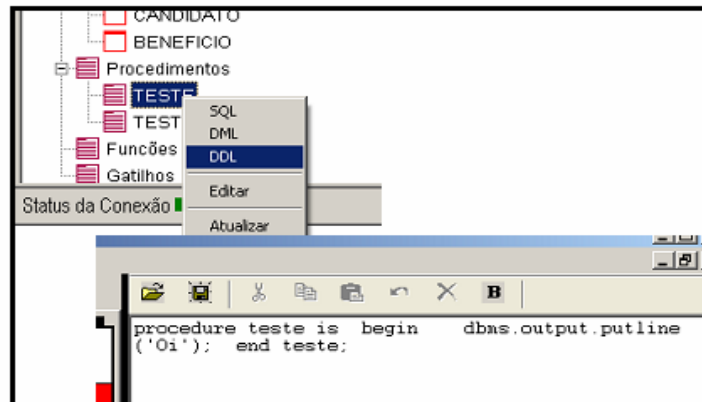 CANDIDATO
BENEFICIO
Procedimentos
TESTE
TEST
Funcões
Gatilhos
SQL
DML
DDL
Editar
Atualizar
Status da Conexão
B
procedure teste is begin dbms.output.putline
('Oi'); end teste;